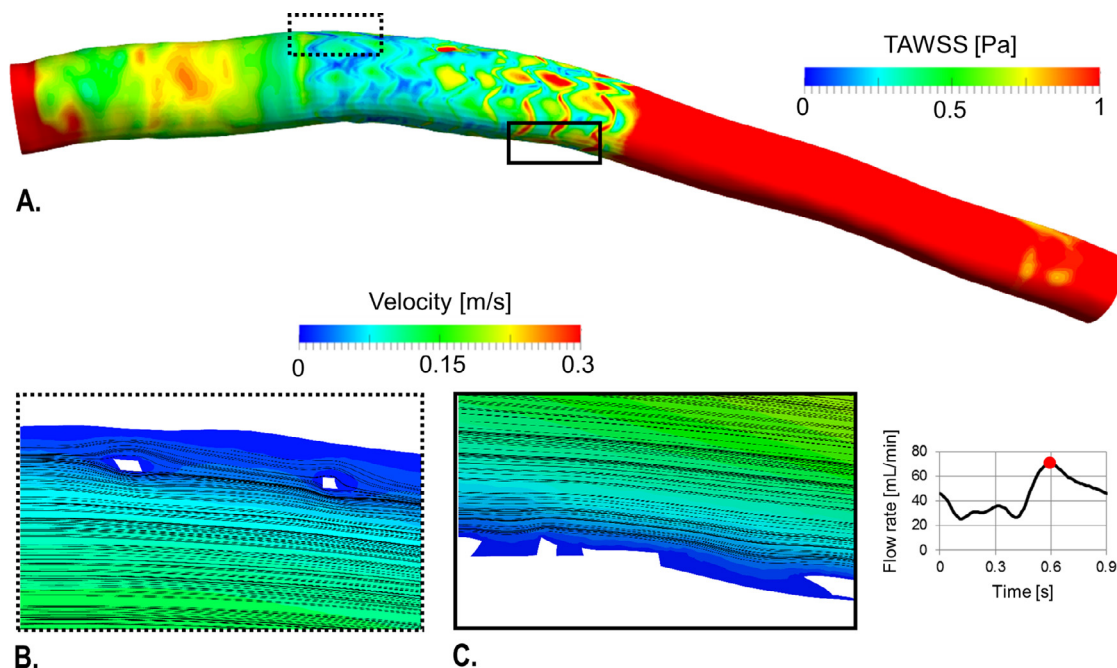 TAWSS [Pa]
0 0.5 1
A.
Velocity [m/s]
0 0.15 0.3
B.
C.
Flow rate [mL/min]
80
60
40
20
0
0 0.3 0.6 0.9
Time [s]